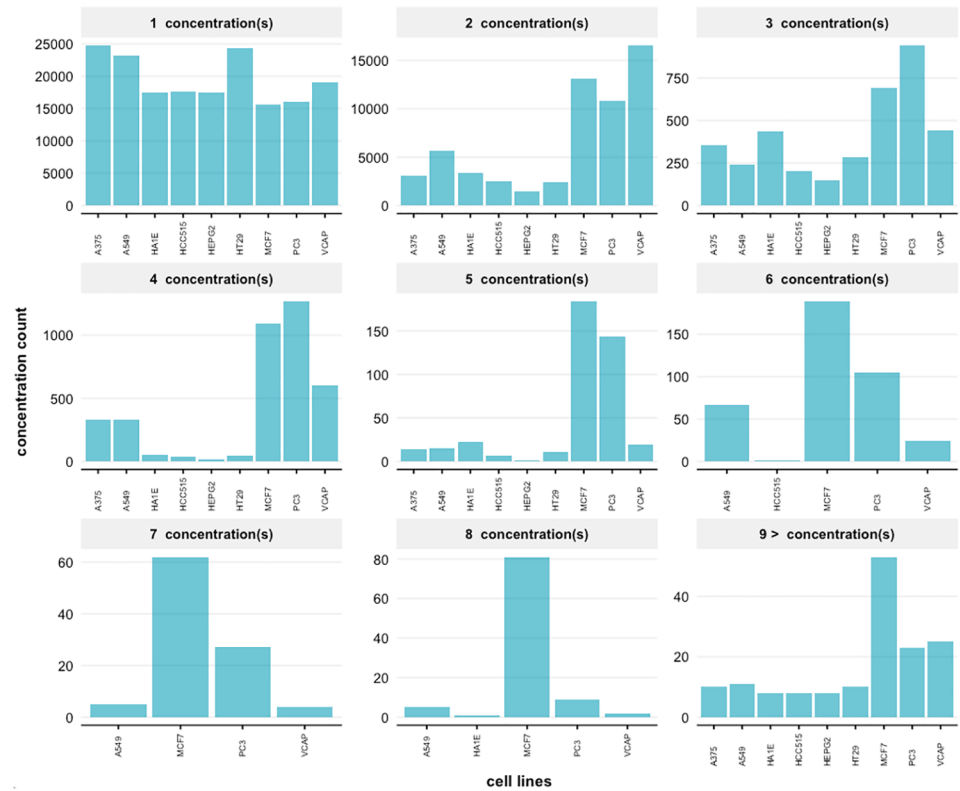 1 concentration(s)
2 concentration(s)
3 concentration(s)
25000
20000
15000
10000
5000
0
15000
10000
5000
0
750
500
250
0
A375 A549 HA1E HCC515 HEPG2 HT29 MCF7 PC3 VCAP
A375 A549 HA1E HCC515 HEPG2 HT29 MCF7 PC3 VCAP
A375 A549 HA1E HCC515 HEPG2 HT29 MCF7 PC3 VCAP
concentration count
4 concentration(s)
5 concentration(s)
6 concentration(s)
1000
500
0
150
100
50
0
150
100
50
0
A375 A549 HA1E HCC515 HEPG2 HT29 MCF7 PC3 VCAP
A375 A549 HA1E HCC515 HEPG2 HT29 MCF7 PC3 VCAP
A549 HCC515 MCF7 PC3 VCAP
7 concentration(s)
8 concentration(s)
9 > concentration(s)
60
40
20
0
80
60
40
20
0
40
20
0
A549 MCF7 PC3 VCAP
A549 HA1E MCF7 PC3 VCAP
A375 A549 HA1E HCC515 HEPG2 HT29 MCF7 PC3 VCAP
cell lines